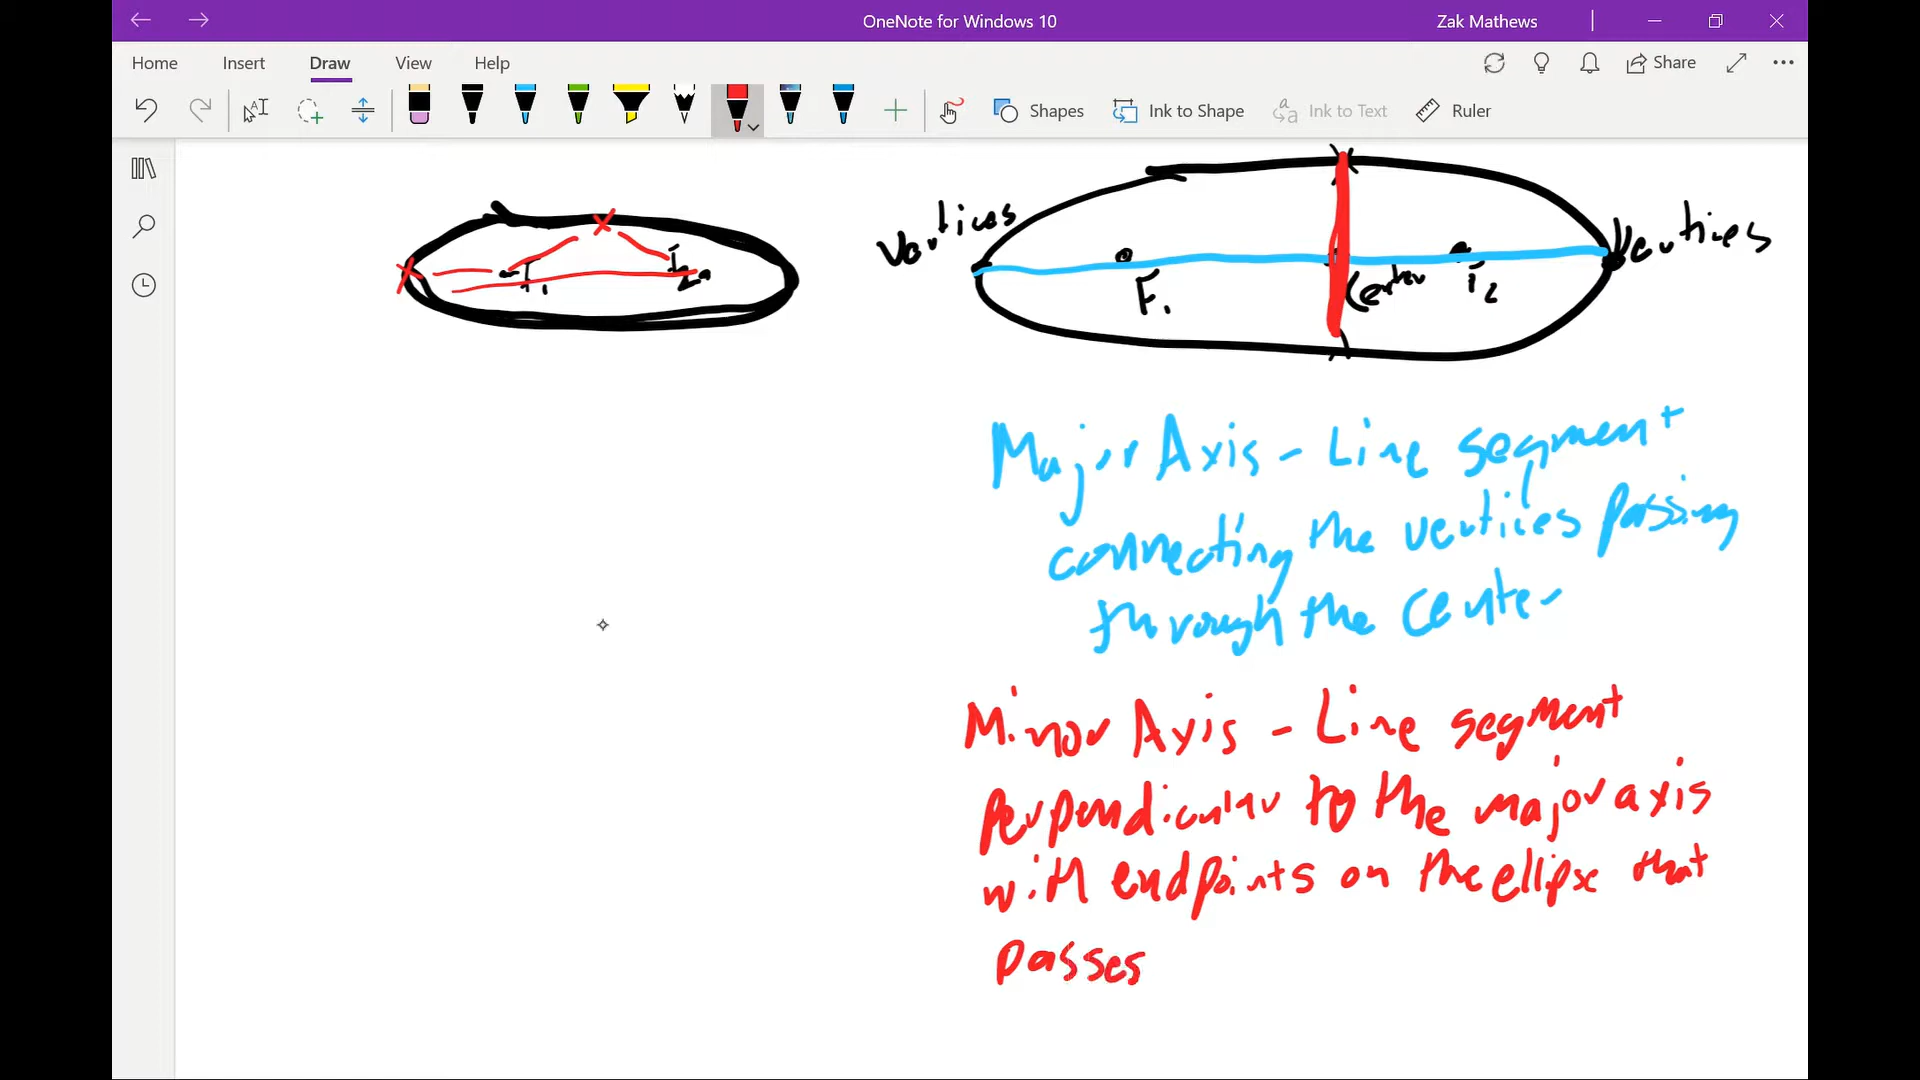 OneNote for Windows 10
Zak Mathews
Home Insert Draw View Help
Share
Shapes Ink to Shape Ink to Text Ruler
F1 F2
Vertices Vertices
F1 Center F2
Major Axis - Line segment
connecting the vertices passing
through the center
Minor Axis - Line segment
perpendicular to the major axis
with endpoints on the ellipse that
passes